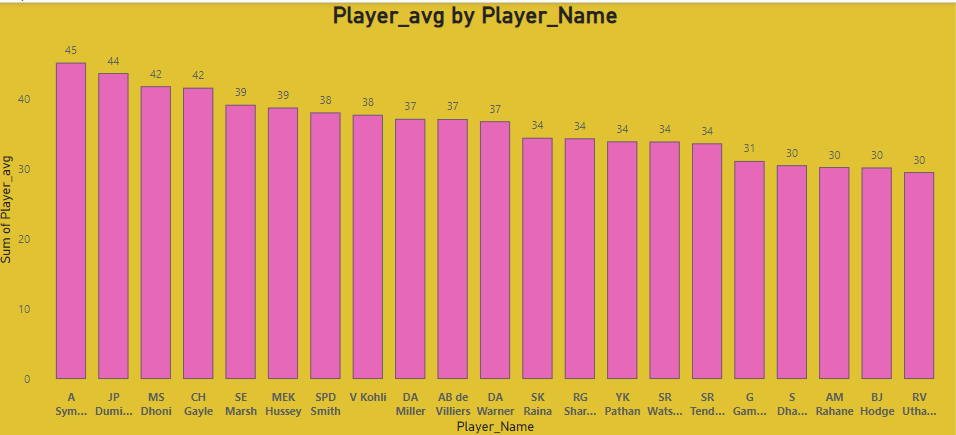 Player_avg by Player_Name
Sum of Player_avg
40
30
20
10
0
45 44 42 42 39 39 38 38 37 37 37 34 34 34 34 34 31 30 30 30 30
A JP MS CH SE MEK SPD V Kohli DA AB de DA SK RG YK SR SR G S AM BJ RV
Sym... Dumi... Dhoni Gayle Marsh Hussey Smith Miller Villiers Warner Raina Shar... Pathan Wats... Tend... Gam... Dha... Rahane Hodge Utha...
Player_Name